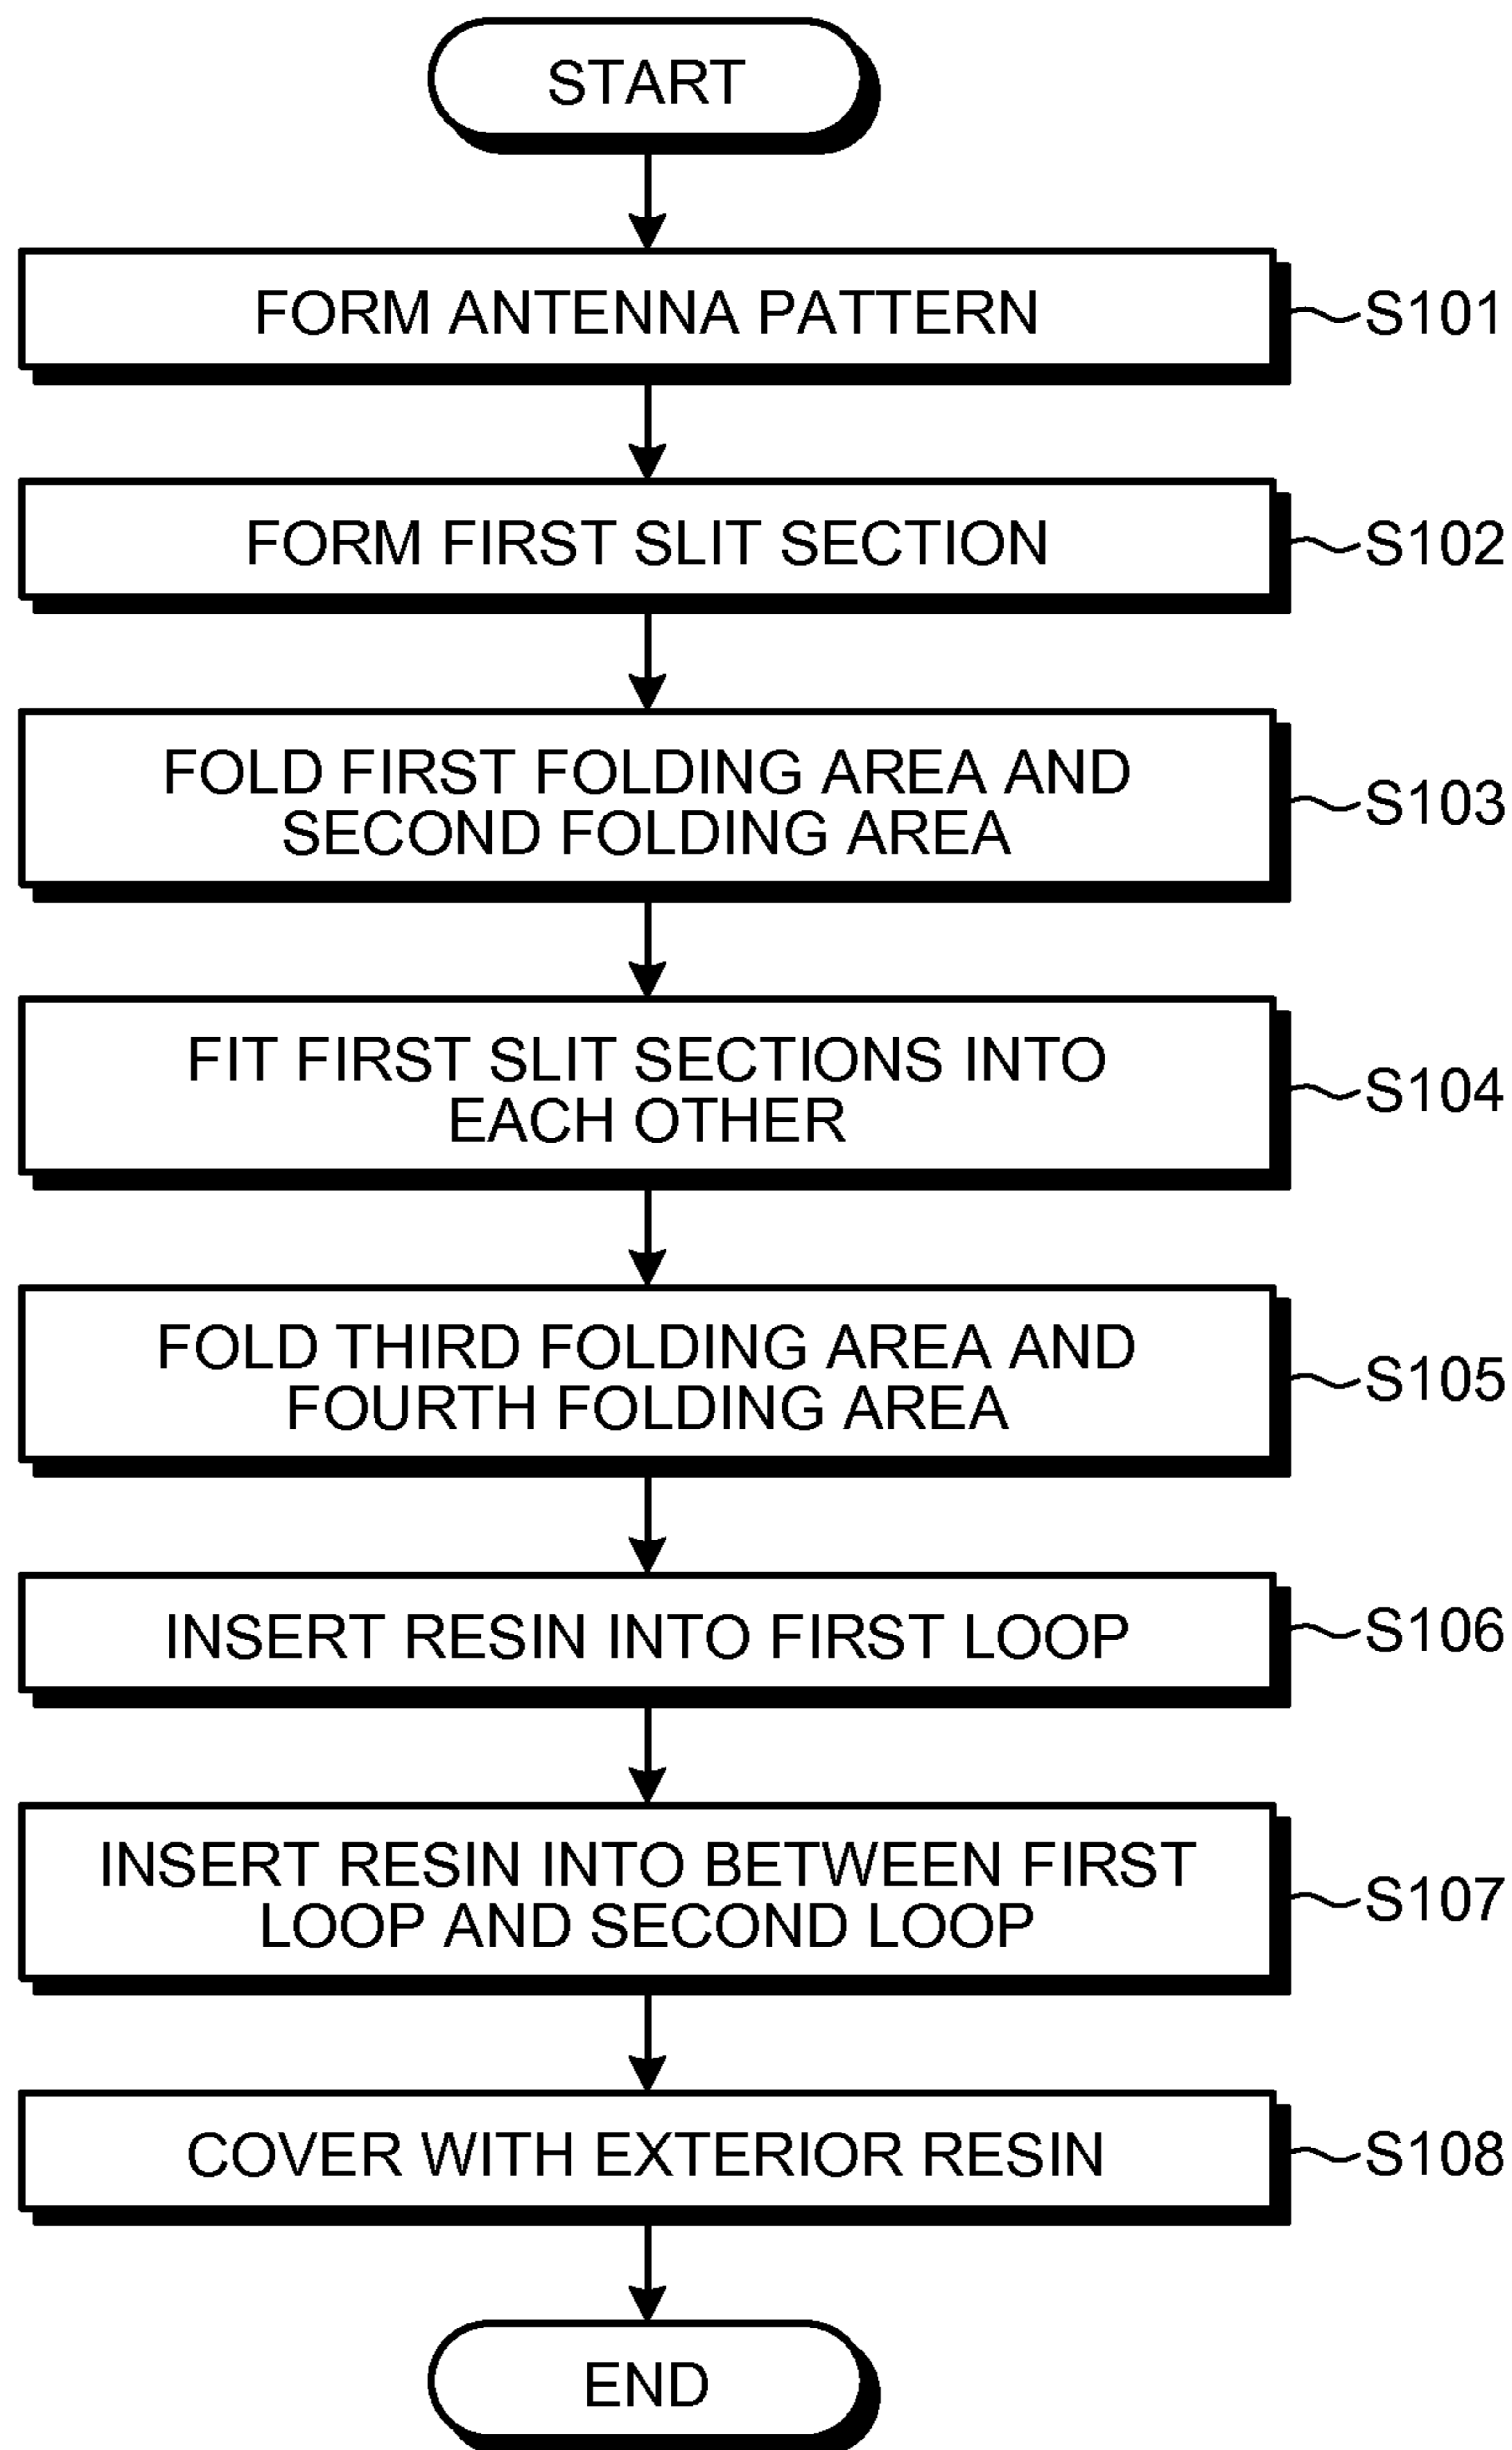 START
FORM ANTENNA PATTERN
S101
FORM FIRST SLIT SECTION
S102
FOLD FIRST FOLDING AREA AND
SECOND FOLDING AREA
S103
FIT FIRST SLIT SECTIONS INTO
EACH OTHER
S104
FOLD THIRD FOLDING AREA AND
FOURTH FOLDING AREA
S105
INSERT RESIN INTO FIRST LOOP
S106
INSERT RESIN INTO BETWEEN FIRST
LOOP AND SECOND LOOP
S107
COVER WITH EXTERIOR RESIN
S108
END